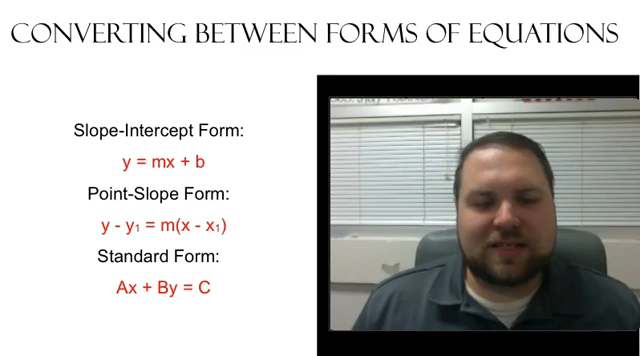 CONVERTING BETWEEN FORMS OF EQUATIONS
Slope-Intercept Form:
y = mx + b
Point-Slope Form:
y - y₁ = m(x - x₁)
Standard Form:
Ax + By = C